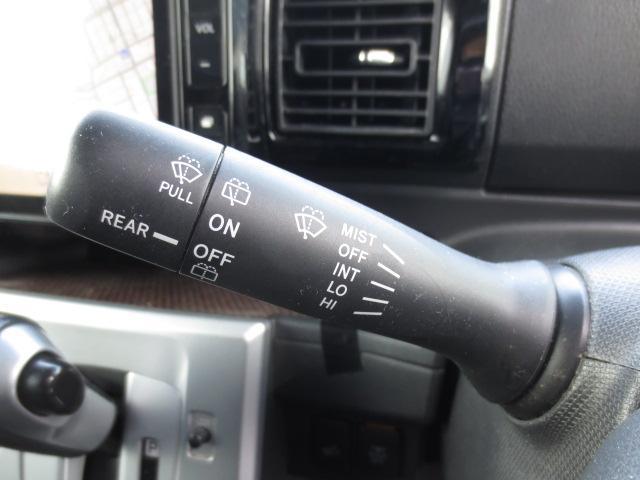 VOL
-
PULL
REAR
ON
OFF
MIST
OFF
INT
LO
HI
P